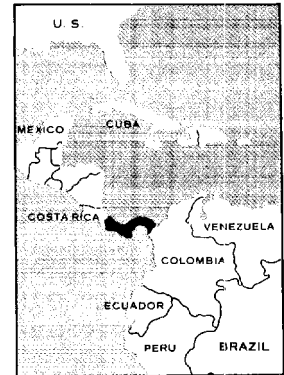 U. S.
MEXICO
CUBA
COSTA RICA
VENEZUELA
COLOMBIA
ECUADOR
PERU
BRAZIL